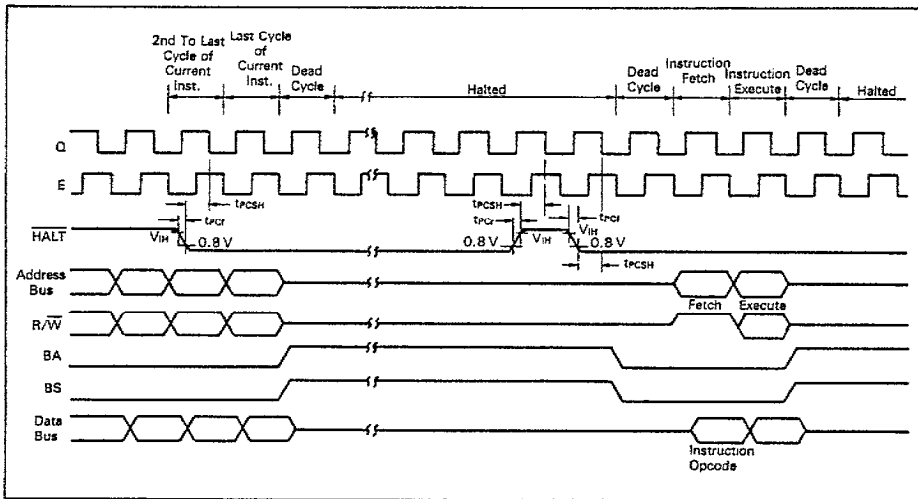 2nd To Last
Cycle of
Current
Inst.
Last Cycle
of
Current
Inst.
Dead
Cycle
Halted
Dead
Cycle
Instruction
Fetch
Instruction
Execute
Dead
Cycle
Halted
Q
E
tPCSH
tPCSH
tPCf
tPCr
tPCf
HALT
VIH
0.8 V
0.8 V
VIH
VIH
0.8 V
tPCSH
Address
Bus
Fetch
Execute
R/W
BA
BS
Data
Bus
Instruction
Opcode